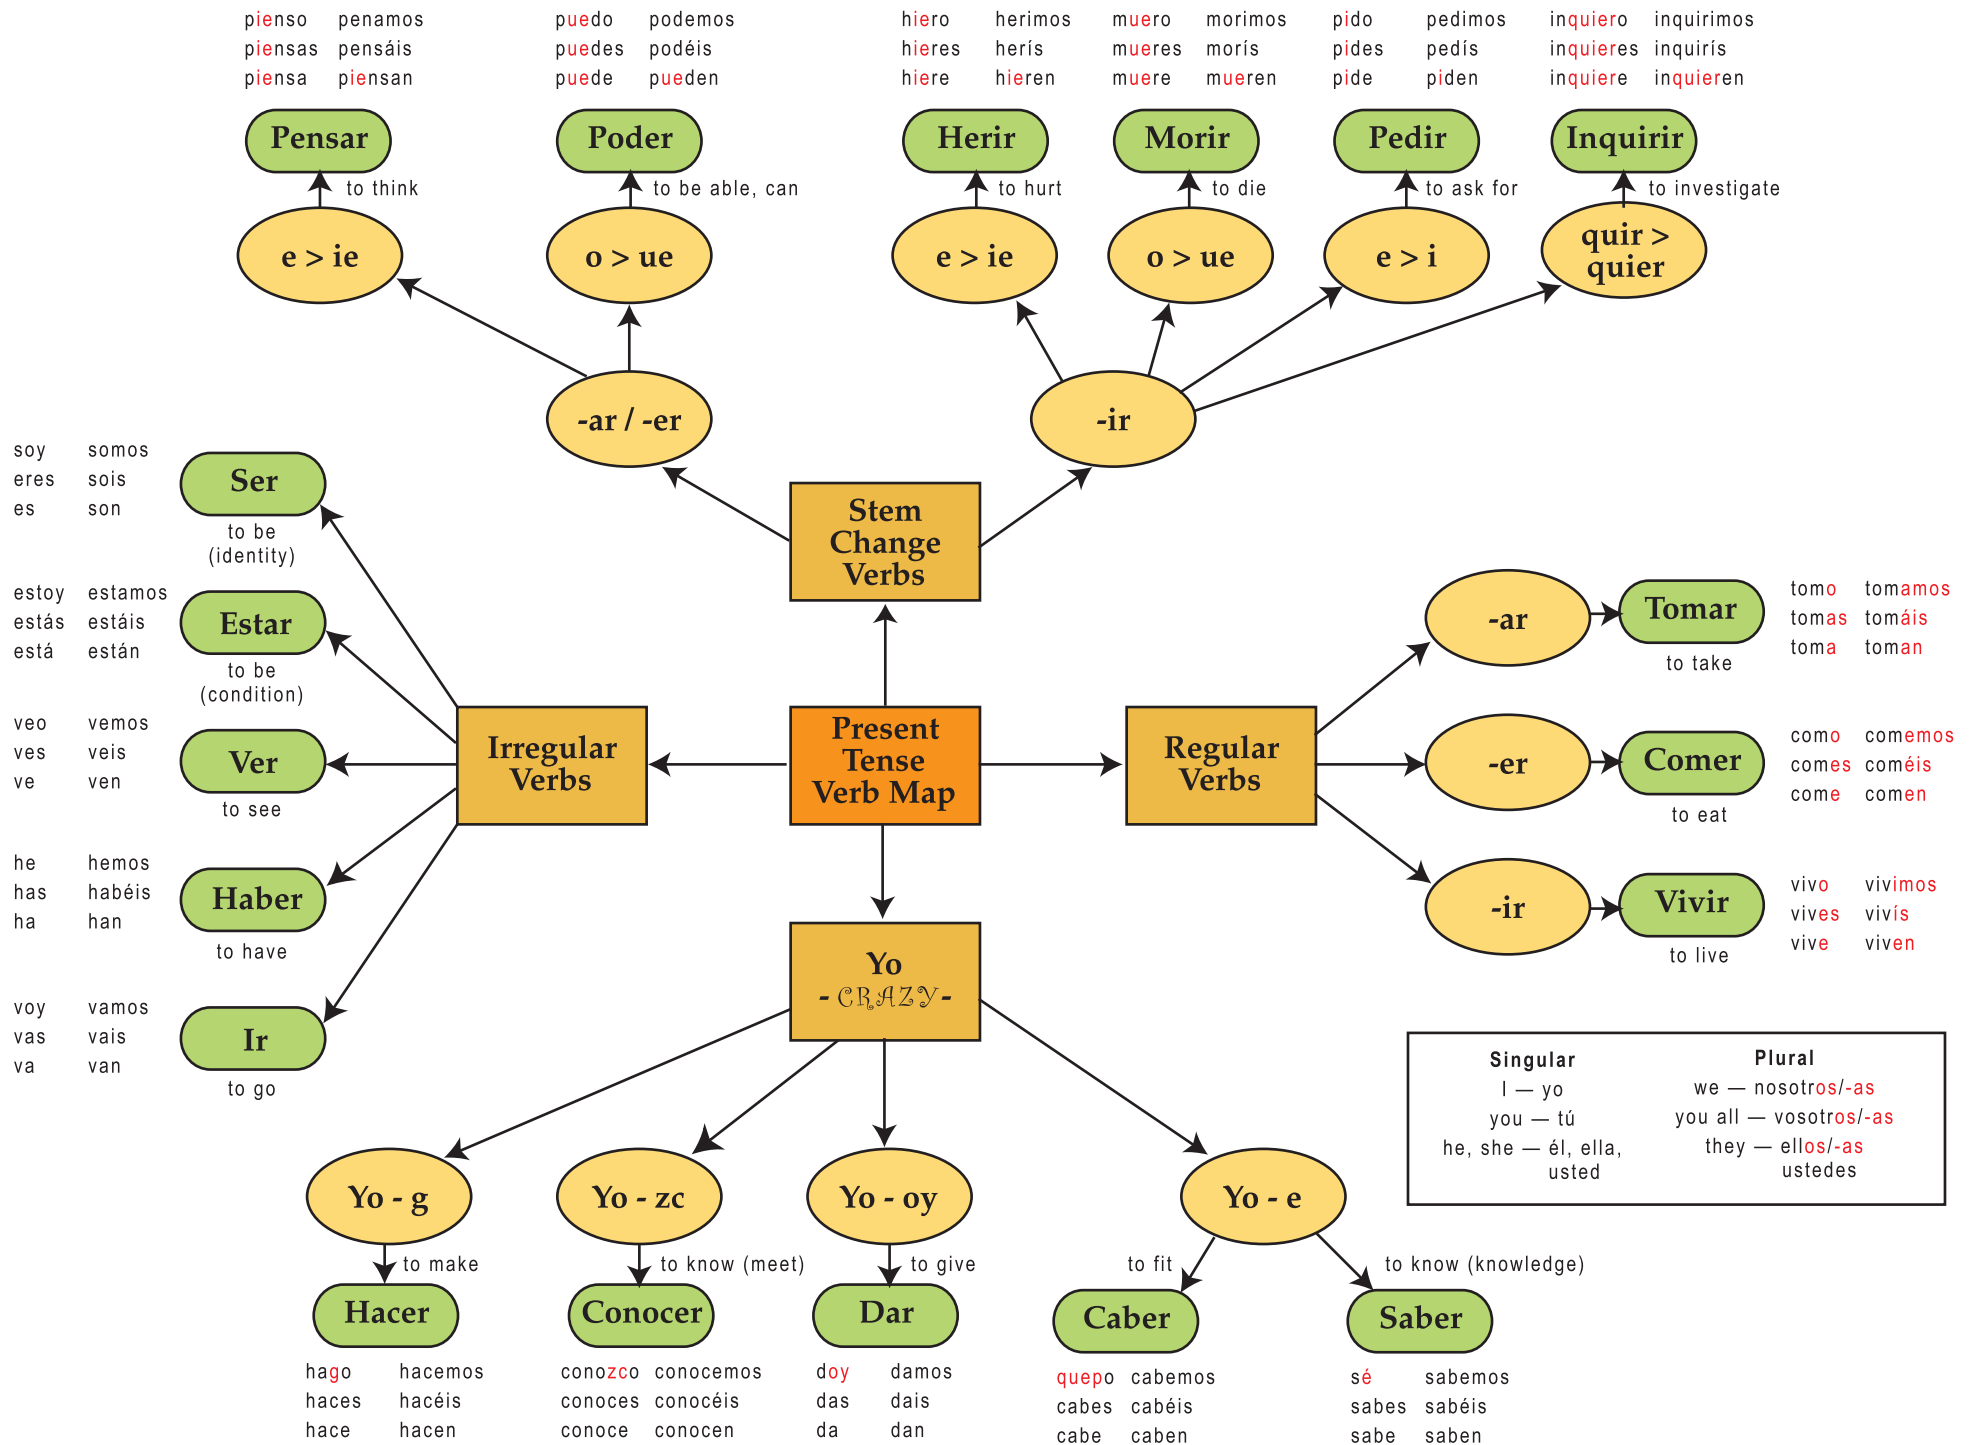 pienso penamos
piensas pensáis
piensa piensan
Pensar
to think
e > ie
puedo podemos
puedes podéis
puede pueden
Poder
to be able, can
o > ue
hiero herimos
hieres herís
hiere hieren
Herir
to hurt
e > ie
muero morimos
mueres morís
muere mueren
Morir
to die
o > ue
pido pedimos
pides pedís
pide piden
Pedir
to ask for
e > i
inquiero inquirimos
inquieres inquirís
inquiere inquieren
Inquirir
to investigate
quir >
quier
-ar / -er
-ir
Stem
Change
Verbs
soy somos
eres sois
es son
Ser
to be
(identity)
estoy estamos
estás estáis
está están
Estar
to be
(condition)
veo vemos
ves veis
ve ven
Ver
to see
he hemos
has habéis
ha han
Haber
to have
voy vamos
vas vais
va van
Ir
to go
Irregular
Verbs
Present
Tense
Verb Map
Regular
Verbs
-ar
Tomar
to take
tomo tomamos
tomas tomáis
toma toman
-er
Comer
to eat
como comemos
comes coméis
come comen
-ir
Vivir
to live
vivo vivimos
vives vivís
vive viven
Yo
- CRAZY -
Yo - g
to make
Hacer
hago hacemos
haces hacéis
hace hacen
Yo - zc
to know (meet)
Conocer
conozco conocemos
conoces conocéis
conoce conocen
Yo - oy
to give
Dar
doy damos
das dais
da dan
Yo - e
to fit
Caber
quepo cabemos
cabes cabéis
cabe caben
to know (knowledge)
Saber
sé sabemos
sabes sabéis
sabe saben
Singular Plural
I — yo we — nosotros/-as
you — tú you all — vosotros/-as
he, she — él, ella, they — ellos/-as
usted ustedes